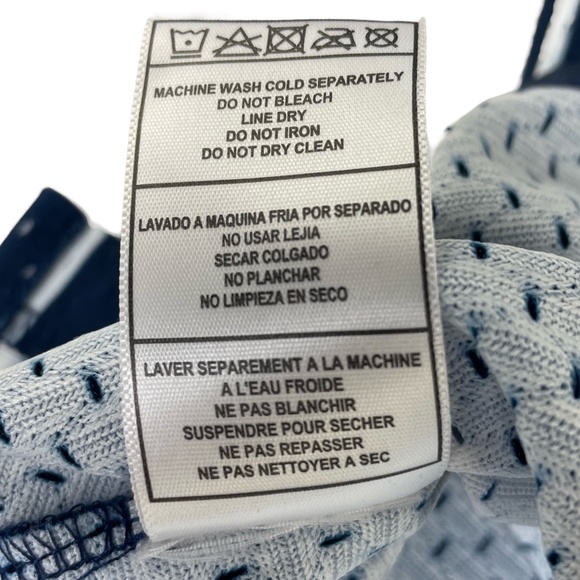 MACHINE WASH COLD SEPARATELY
DO NOT BLEACH
LINE DRY
DO NOT IRON
DO NOT DRY CLEAN
LAVADO A MAQUINA FRIA POR SEPARADO
NO USAR LEJIA
SECAR COLGADO
NO PLANCHAR
NO LIMPIEZA EN SECO
LAVER SEPAREMENT A LA MACHINE
A L'EAU FROIDE
NE PAS BLANCHIR
SUSPENDRE POUR SECHER
NE PAS REPASSER
NE PAS NETTOYER A SEC